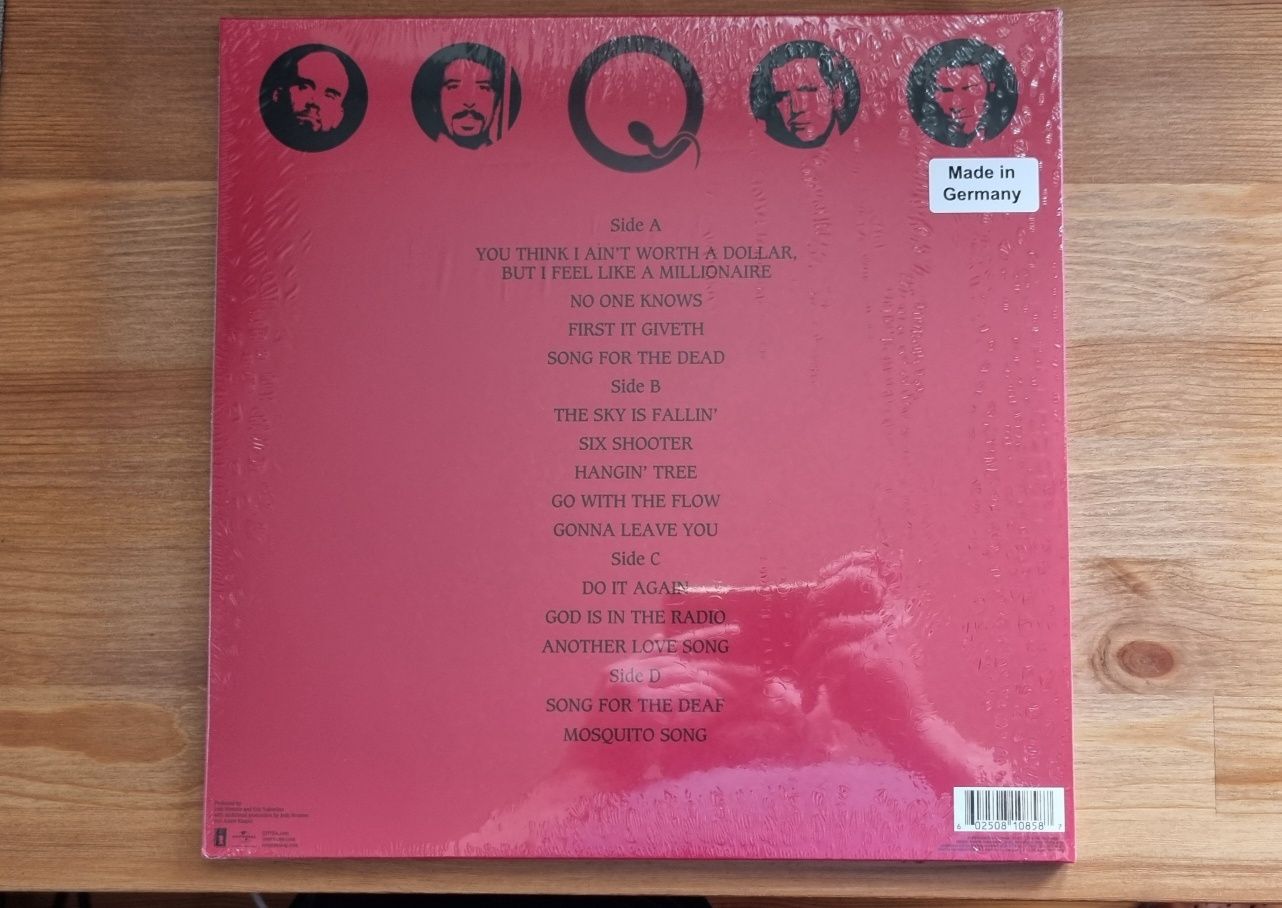 Made in
Germany
Side A
YOU THINK I AIN'T WORTH A DOLLAR,
BUT I FEEL LIKE A MILLIONAIRE
NO ONE KNOWS
FIRST IT GIVETH
SONG FOR THE DEAD
Side B
THE SKY IS FALLIN'
SIX SHOOTER
HANGIN' TREE
GO WITH THE FLOW
GONNA LEAVE YOU
Side C
DO IT AGAIN
GOD IS IN THE RADIO
ANOTHER LOVE SONG
Side D
SONG FOR THE DEAF
MOSQUITO SONG
Produced by
6 02508 10858 7